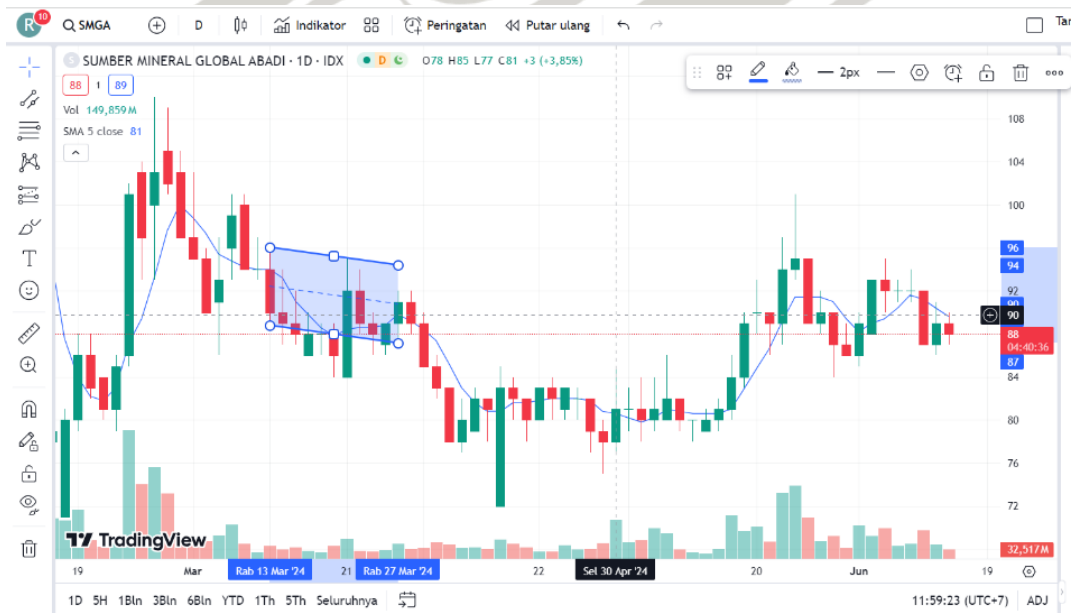 R 10 SMGA D Indikator Peringatan Putar ulang Tar
S SUMBER MINERAL GLOBAL ABADI · 1D · IDX D O78 H85 L77 C81 +3 (+3,85%)
2px
88 1 89
Vol 149,859M
SMA 5 close 81
108
104
100
96
94
92
90
90
88
04:40:36
87
84
80
76
72
32,517M
TradingView
19 Mar Rab 13 Mar '24 21 Rab 27 Mar '24 22 Sel 30 Apr '24 20 Jun 19
1D 5H 1Bln 3Bln 6Bln YTD 1Th 5Th Seluruhnya 11:59:23 (UTC+7) ADJ